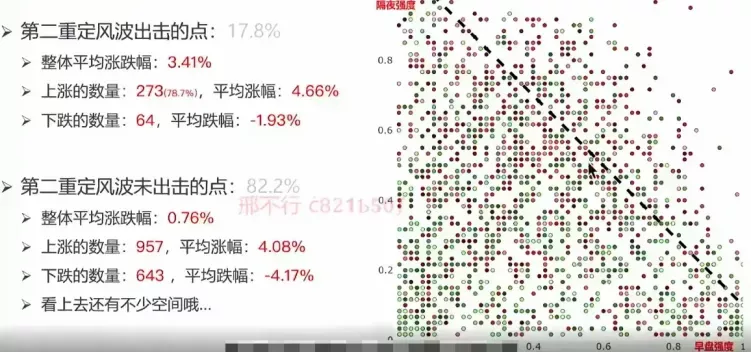 第二重定风波出击的点：17.8%
整体平均涨跌幅：3.41%
上涨的数量：273(78.7%)，平均涨幅：4.66%
下跌的数量：64，平均跌幅：-1.93%
第二重定风波未出击的点：82.2%
邢不行
整体平均涨跌幅：0.76%
上涨的数量：957，平均涨幅：4.08%
下跌的数量：643 ，平均跌幅：-4.17%
看上去还有不少空间哦...
隔夜强度
0.8
0.6
0.4
0.2
0
0.4
0.6
0.8
早盘强度
1